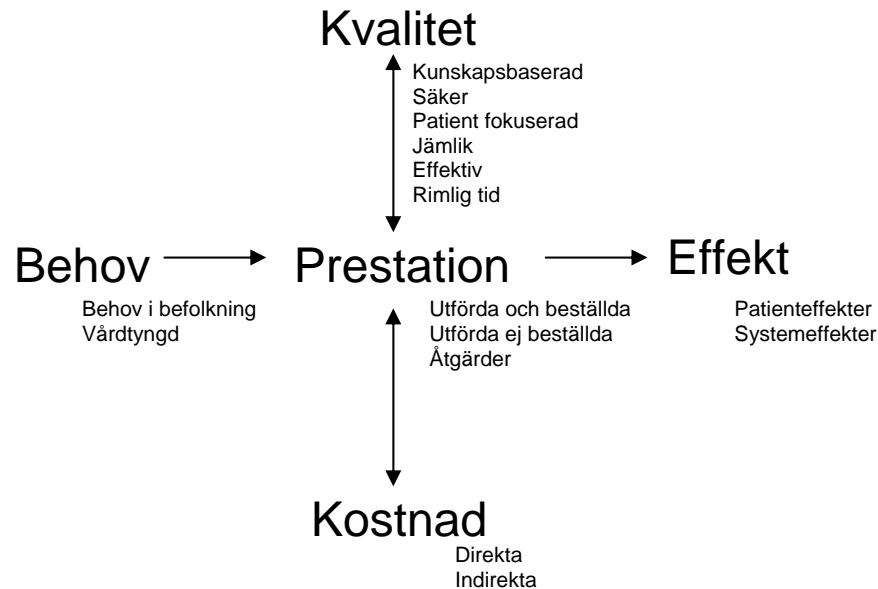 Kvalitet
Kunskapsbaserad
Säker
Patient fokuserad
Jämlik
Effektiv
Rimlig tid
Behov
Behov i befolkning
Vårdtyngd
Prestation
Utförda och beställda
Utförda ej beställda
Åtgärder
Effekt
Patienteffekter
Systemeffekter
Kostnad
Direkta
Indirekta